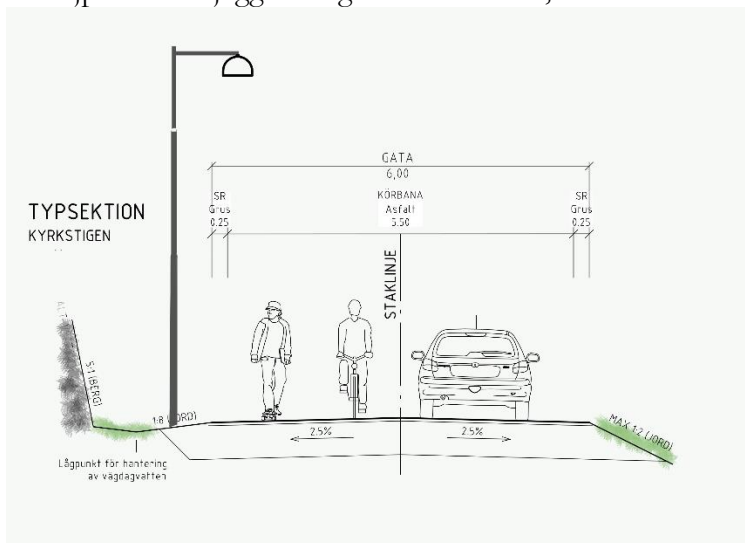 GATA
6,00
SR
Grus
0.25
KÖRBANA
Asfalt
5.50
SR
Grus
0.25
TYPSEKTION
KYRKSTIGEN
STAKLINJE
5:1 (BERG)
1:8 (JORD)
2.5%
2.5%
MAX 1:2 (JORD)
Lågpunkt för hantering
av vägdagvatten